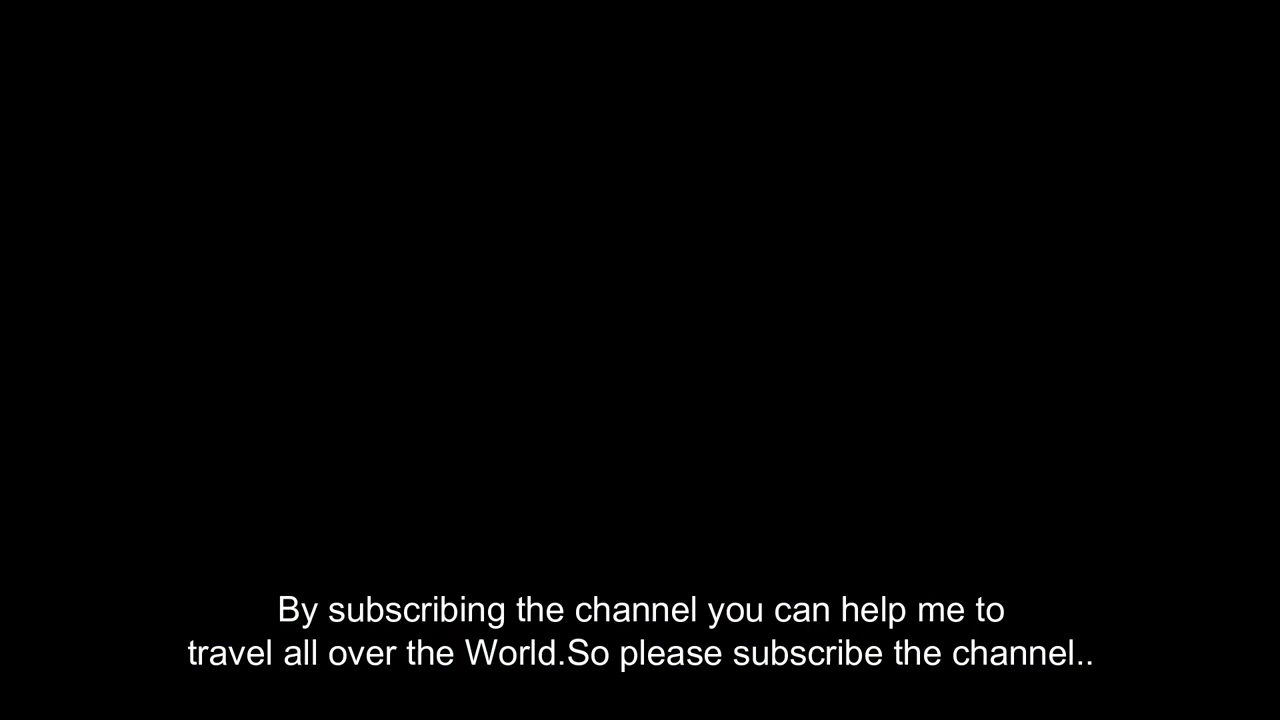 By subscribing the channel you can help me to
travel all over the World.So please subscribe the channel..